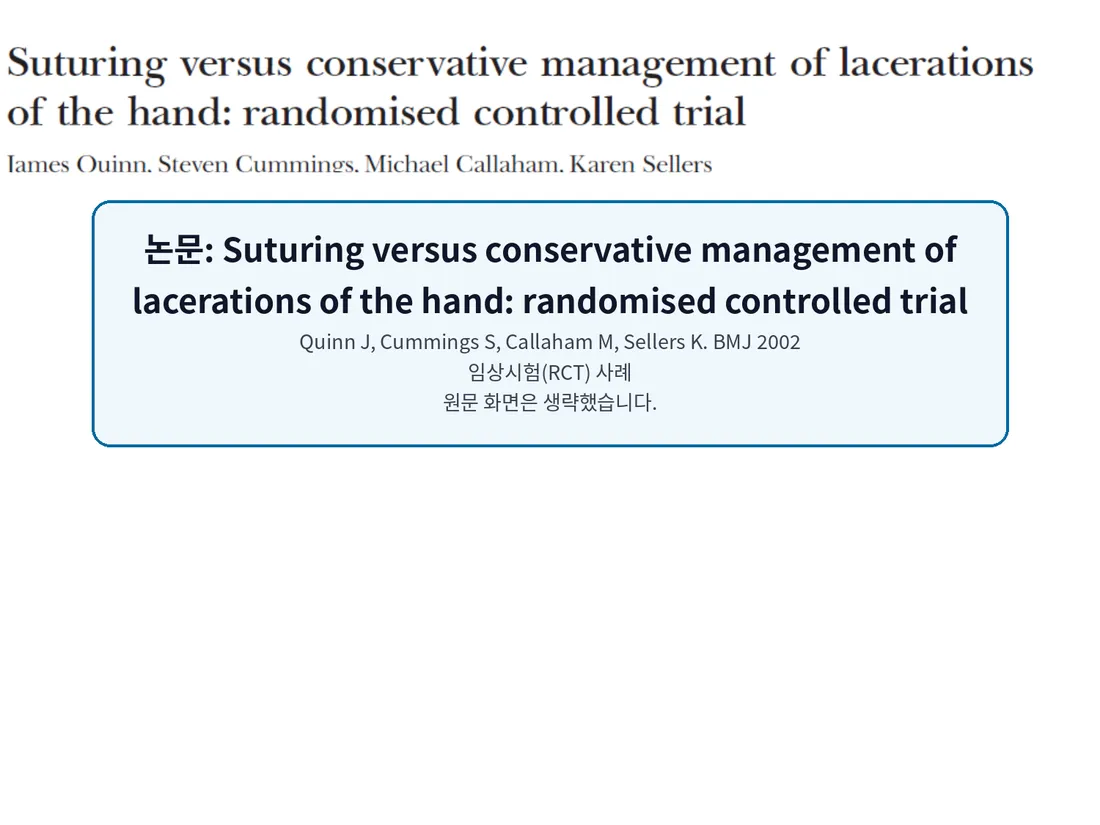 Suturing versus conservative management of lacerations
of the hand: randomised controlled trial
James Quinn, Steven Cummings, Michael Callaham, Karen Sellers
논문: Suturing versus conservative management of
lacerations of the hand: randomised controlled trial
Quinn J, Cummings S, Callaham M, Sellers K. BMJ 2002
임상시험(RCT) 사례
원문 화면은 생략했습니다.